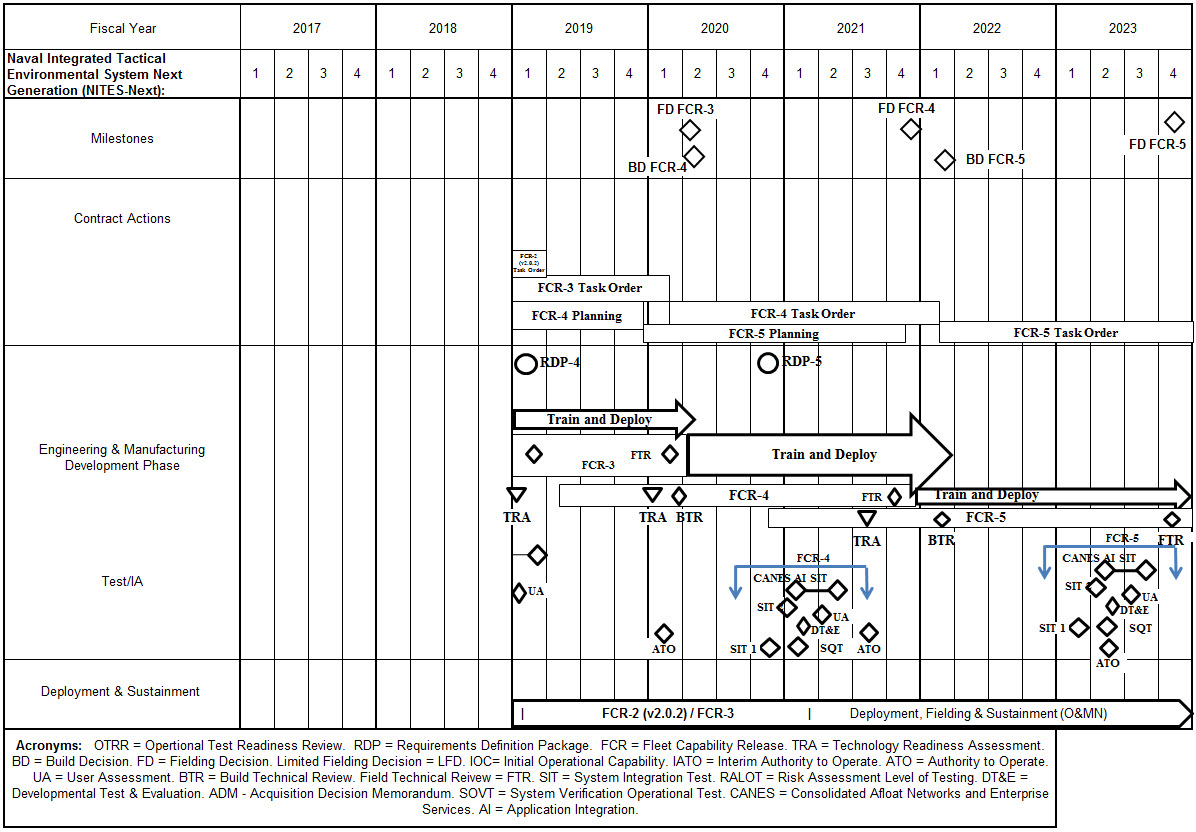 Fiscal Year 2017 2018 2019 2020 2021 2022 2023
Naval Integrated Tactical
Environmental System Next
Generation (NITES-Next):
1 2 3 4 1 2 3 4 1 2 3 4 1 2 3 4 1 2 3 4 1 2 3 4 1 2 3 4
Milestones
FD FCR-3
BD FCR-4
FD FCR-4
BD FCR-5
FD FCR-5
Contract Actions
FCR-2
(v2.0.2)
Task Order
FCR-3 Task Order
FCR-4 Planning
FCR-4 Task Order
FCR-5 Planning
FCR-5 Task Order
Engineering & Manufacturing
Development Phase
RDP-4
RDP-5
Train and Deploy
FTR
FCR-3
Train and Deploy
FCR-4
FTR
Train and Deploy
TRA
TRA
BTR
FCR-5
TRA
BTR
FTR
Test/IA
UA
ATO
FCR-4
CANES AI SIT
SIT
UA
DT&E
SIT 1
SQT
ATO
FCR-5
CANES AI SIT
SIT
UA
DT&E
SIT 1
SQT
ATO
Deployment & Sustainment
| FCR-2 (v2.0.2) / FCR-3 | Deployment, Fielding & Sustainment (O&MN)
Acronyms: OTRR = Opertional Test Readiness Review. RDP = Requirements Definition Package. FCR = Fleet Capability Release. TRA = Technology Readiness Assessment.
BD = Build Decision. FD = Fielding Decision. Limited Fielding Decision = LFD. IOC= Initial Operational Capability. IATO = Interim Authority to Operate. ATO = Authority to Operate.
UA = User Assessment. BTR = Build Technical Review. Field Technical Reivew = FTR. SIT = System Integration Test. RALOT = Risk Assessment Level of Testing. DT&E =
Developmental Test & Evaluation. ADM - Acquisition Decision Memorandum. SOVT = System Verification Operational Test. CANES = Consolidated Afloat Networks and Enterprise
Services. AI = Application Integration.